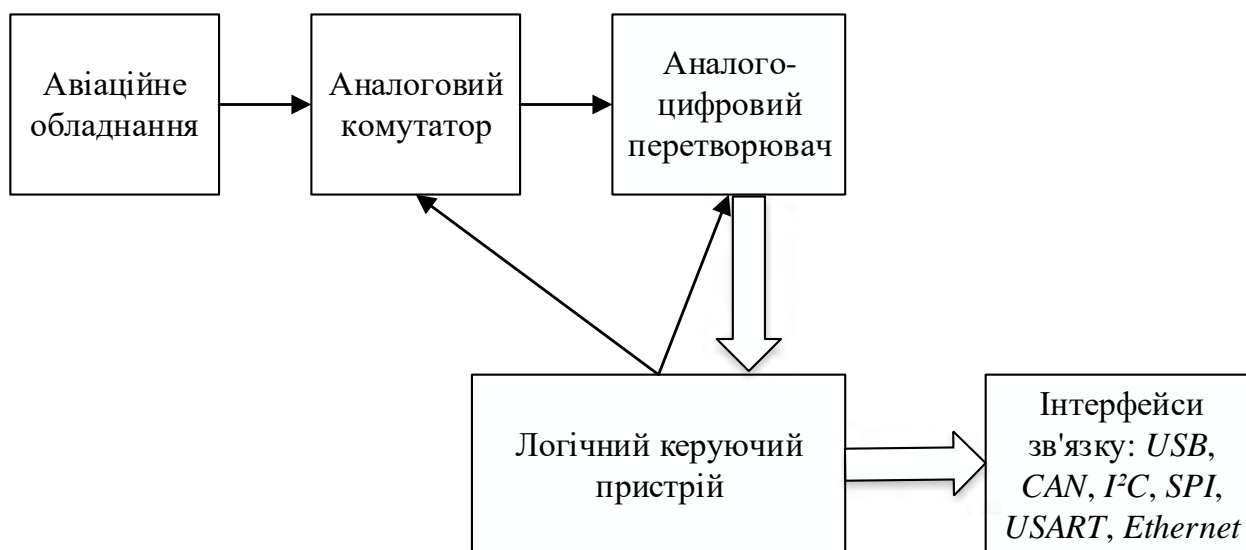 Авіаційне
обладнання
Аналоговий
комутатор
Аналого-
цифровий
перетворювач
Логічний керуючий
пристрій
Інтерфейси
зв'язку: USB,
CAN, I²C, SPI,
USART, Ethernet